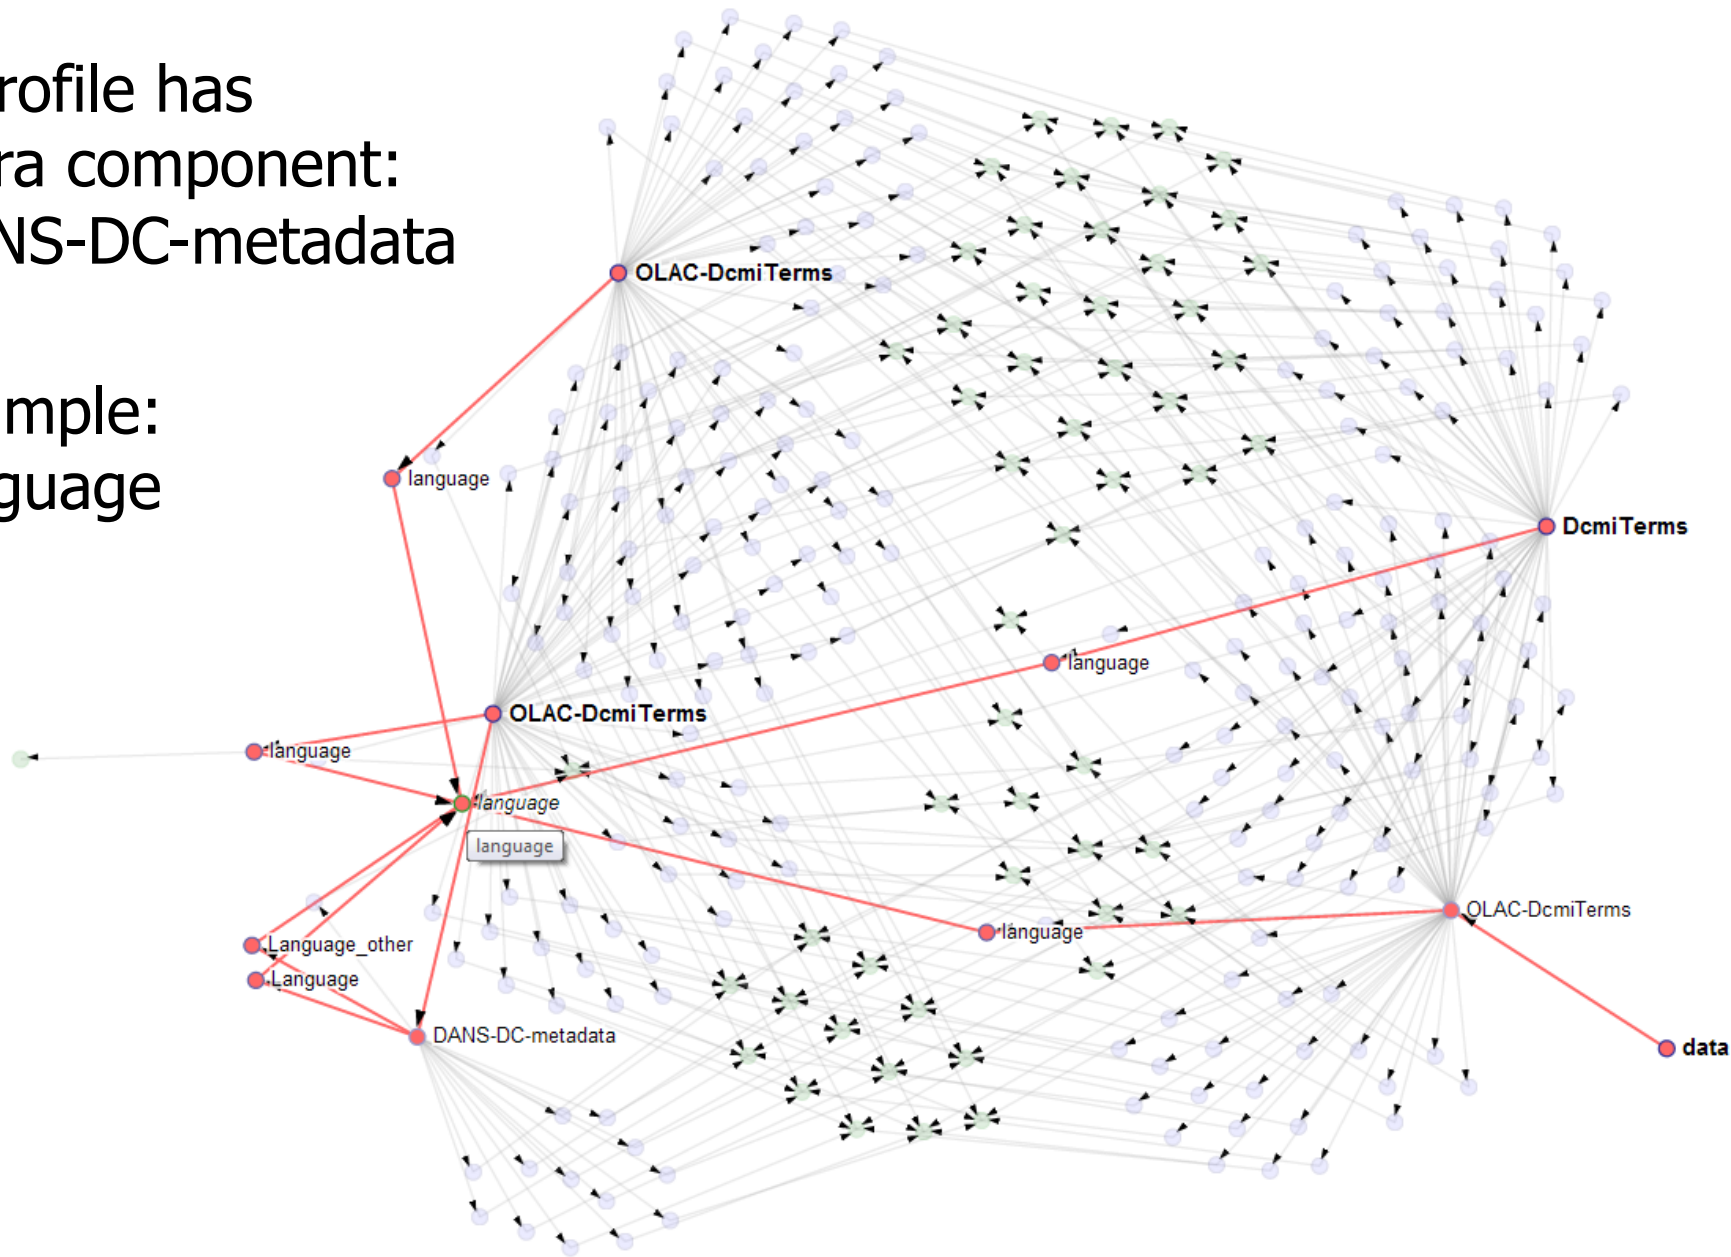 rofile has
ra component:
NS-DC-metadata
mple:
guage
OLAC-DcmiTerms
language
DcmiTerms
language
OLAC-DcmiTerms
language
language
language
OLAC-DcmiTerms
language
Language_other
Language
DANS-DC-metadata
data